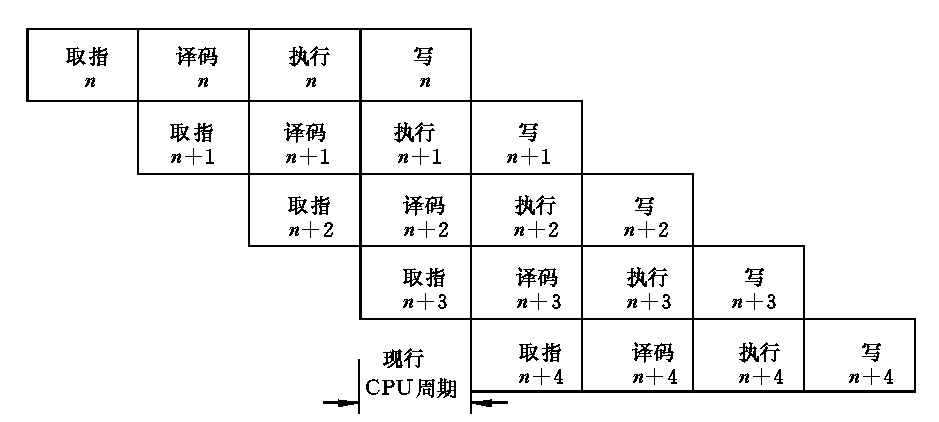 取指 译码 执行 写
n n n n
取指 译码 执行 写
n+1 n+1 n+1 n+1
取指 译码 执行 写
n+2 n+2 n+2 n+2
取指 译码 执行 写
n+3 n+3 n+3 n+3
取指 译码 执行 写
n+4 n+4 n+4 n+4
现行
CPU周期